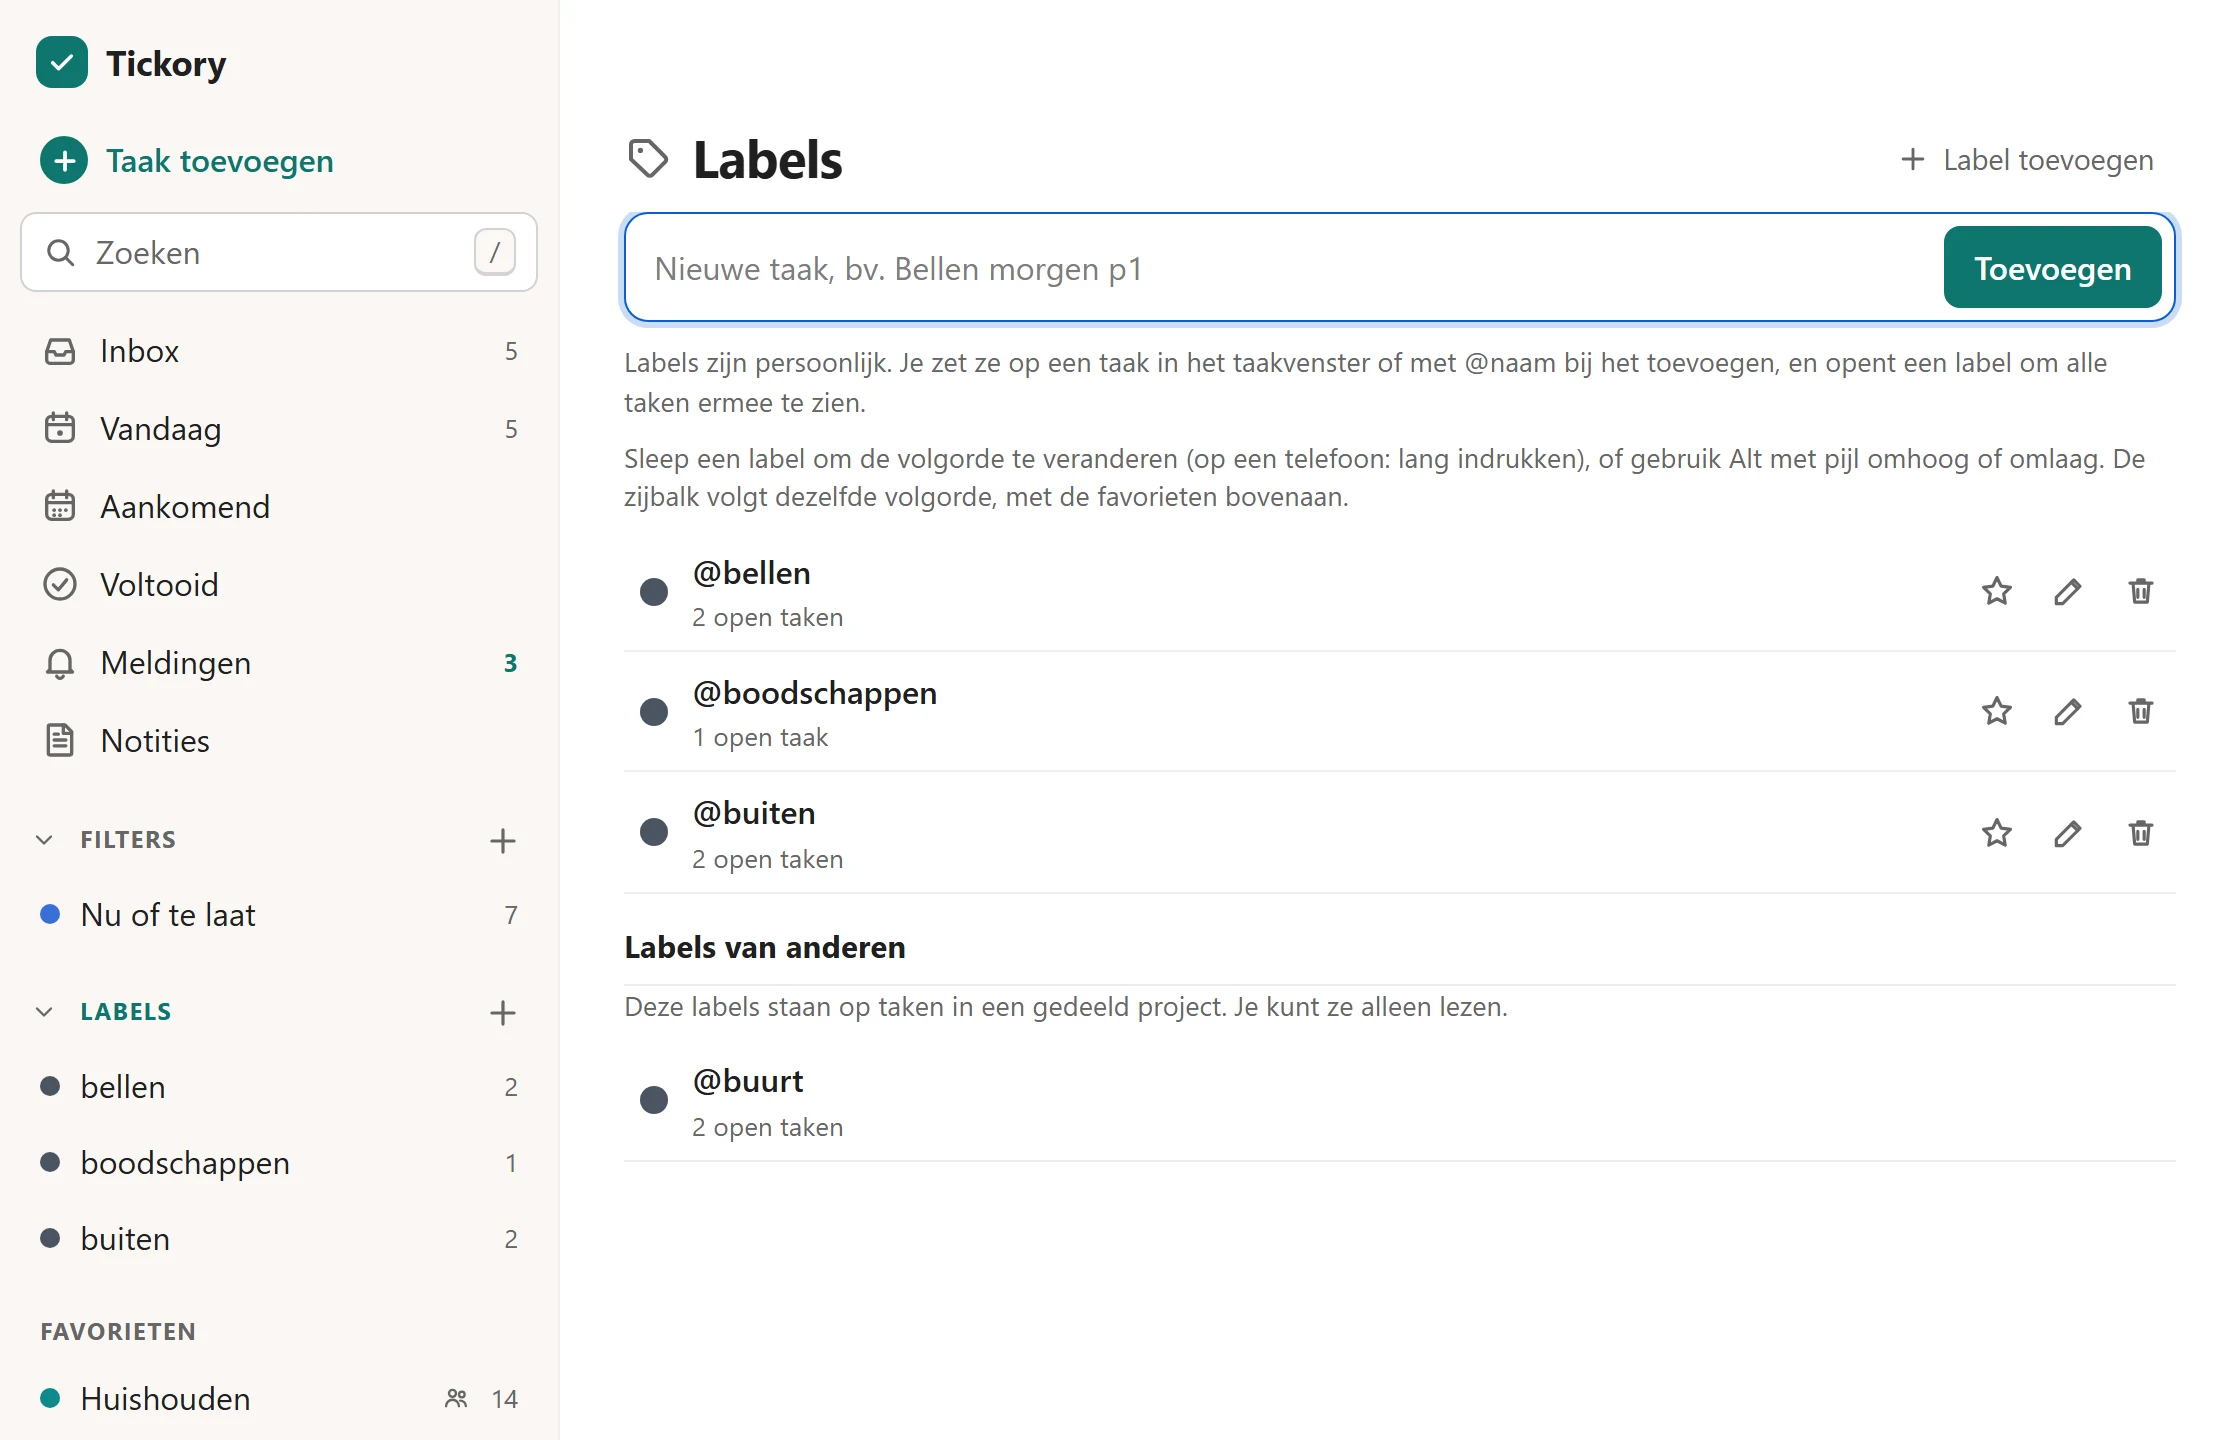 Tickory
Taak toevoegen
Zoeken /
Inbox 5
Vandaag 5
Aankomend
Voltooid
Meldingen 3
Notities
FILTERS
Nu of te laat 7
LABELS
bellen 2
boodschappen 1
buiten 2
FAVORIETEN
Huishouden 14
Labels
Label toevoegen
Nieuwe taak, bv. Bellen morgen p1
Toevoegen
Labels zijn persoonlijk. Je zet ze op een taak in het taakvenster of met @naam bij het toevoegen, en opent een label om alle
taken ermee te zien.
Sleep een label om de volgorde te veranderen (op een telefoon: lang indrukken), of gebruik Alt met pijl omhoog of omlaag. De
zijbalk volgt dezelfde volgorde, met de favorieten bovenaan.
@bellen
2 open taken
@boodschappen
1 open taak
@buiten
2 open taken
Labels van anderen
Deze labels staan op taken in een gedeeld project. Je kunt ze alleen lezen.
@buurt
2 open taken